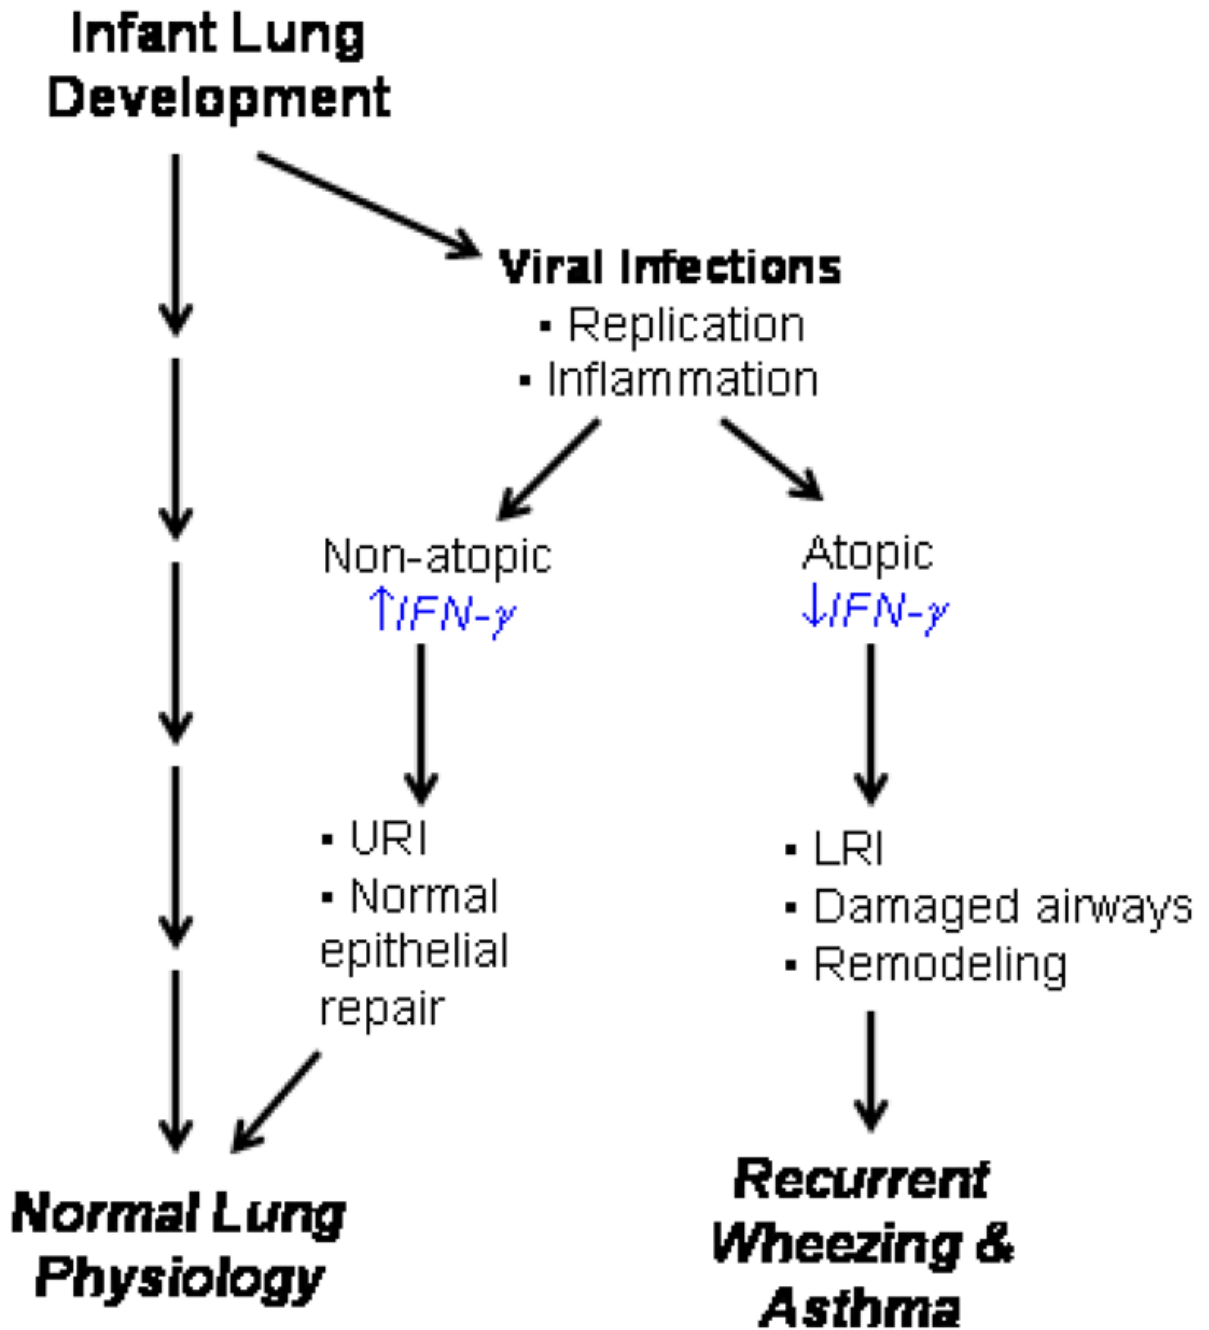 Infant Lung
Development
Viral Infections
▪ Replication
▪ Inflammation
Non-atopic
↑IFN-γ
Atopic
↓IFN-γ
▪ URI
▪ Normal
epithelial
repair
▪ LRI
▪ Damaged airways
▪ Remodeling
Normal Lung
Physiology
Recurrent
Wheezing &
Asthma